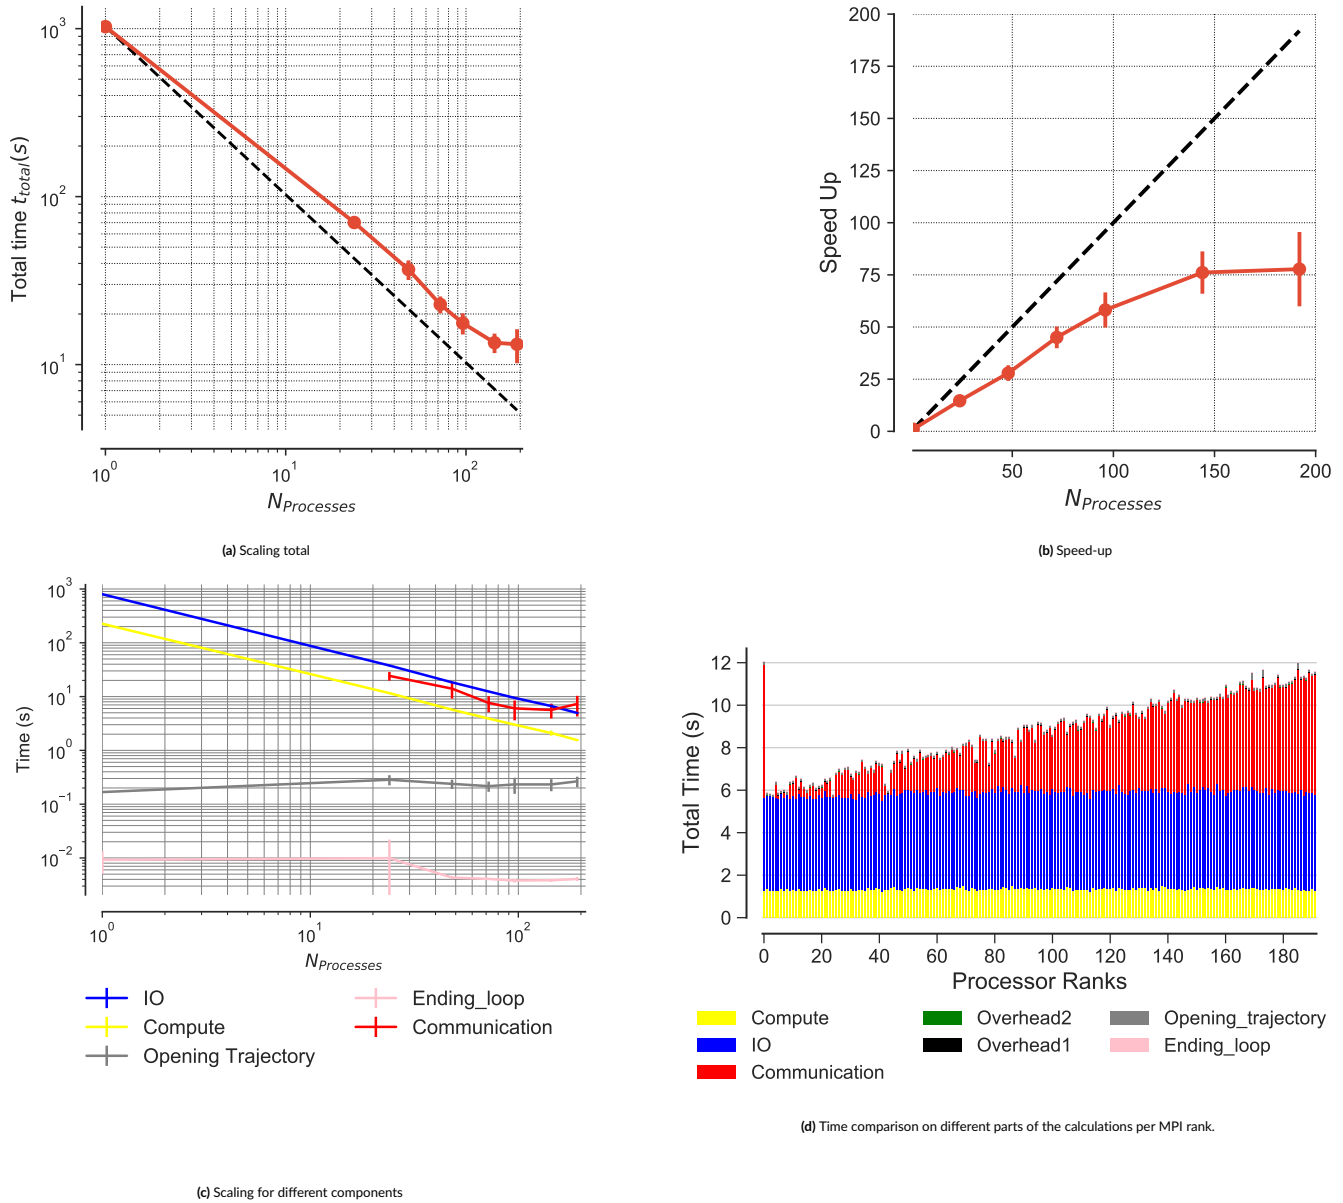 10^3
10^2
10^1
Total time t_total(s)
10^0 10^1 10^2
N_Processes
(a) Scaling total
200
175
150
125
100
75
50
25
0
Speed Up
50 100 150 200
N_Processes
(b) Speed-up
10^3
10^2
10^1
10^0
10^−1
10^−2
Time (s)
10^0 10^1 10^2
N_Processes
IO
Compute
Opening Trajectory
Ending_loop
Communication
(c) Scaling for different components
12
10
8
6
4
2
0
Total Time (s)
0 20 40 60 80 100 120 140 160 180
Processor Ranks
Compute
IO
Communication
Overhead2
Overhead1
Opening_trajectory
Ending_loop
(d) Time comparison on different parts of the calculations per MPI rank.